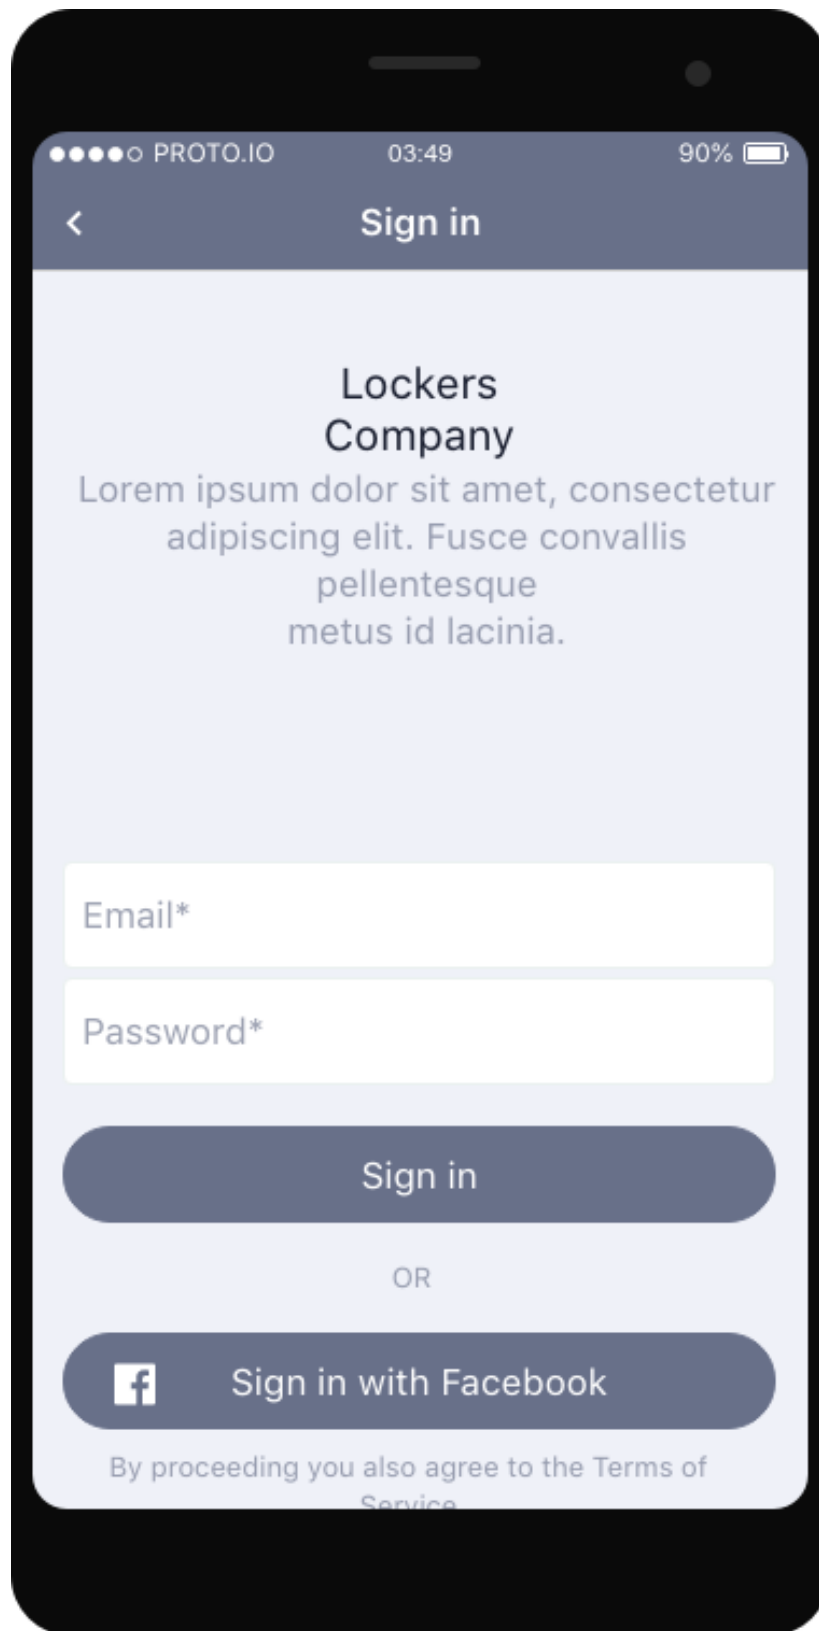 PROTO.IO 03:49 90%
Sign in
Lockers
Company
Lorem ipsum dolor sit amet, consectetur
adipiscing elit. Fusce convallis
pellentesque
metus id lacinia.
Email*
Password*
Sign in
OR
Sign in with Facebook
By proceeding you also agree to the Terms of
Service